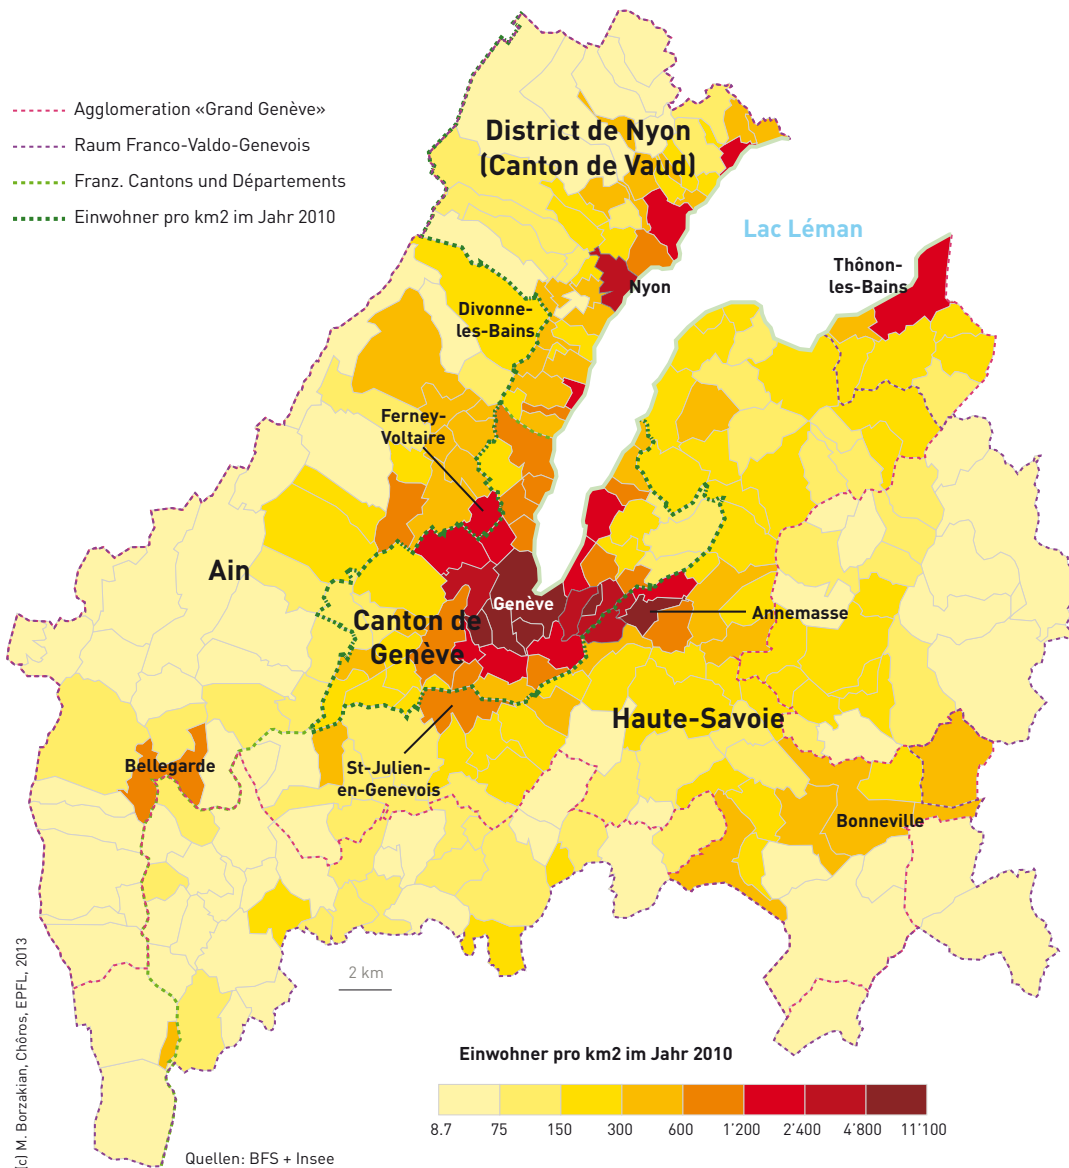 Agglomeration «Grand Genève»
Raum Franco-Valdo-Genevois
Franz. Cantons und Départements
Einwohner pro km2 im Jahr 2010
District de Nyon
(Canton de Vaud)
Lac Léman
Thônon-
les-Bains
Nyon
Divonne-
les-Bains
Ferney-
Voltaire
Ain
Genève
Annemasse
Canton de
Genève
Haute-Savoie
Bellegarde
St-Julien-
en-Genevois
Bonneville
2 km
(c) M. Borzakian, Chôros, EPFL, 2013
Einwohner pro km2 im Jahr 2010
8.7 75 150 300 600 1'200 2'400 4'800 11'100
Quellen: BFS + Insee